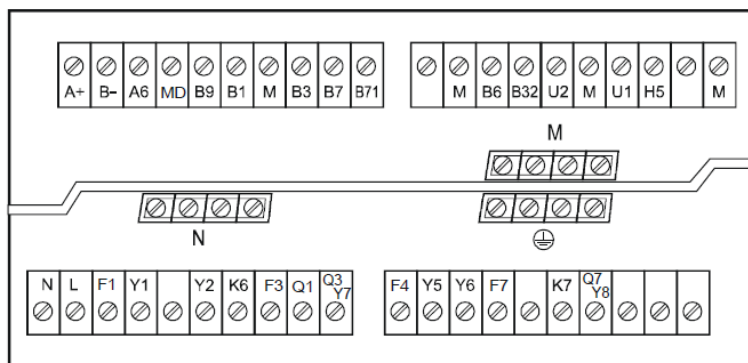 A+ B− A6 MD B9 B1 M B3 B7 B71
M B6 B32 U2 M U1 H5 M
M
N
N L F1 Y1 Y2 K6 F3 Q1 Q3 Y7
F4 Y5 Y6 F7 K7 Q7 Y8